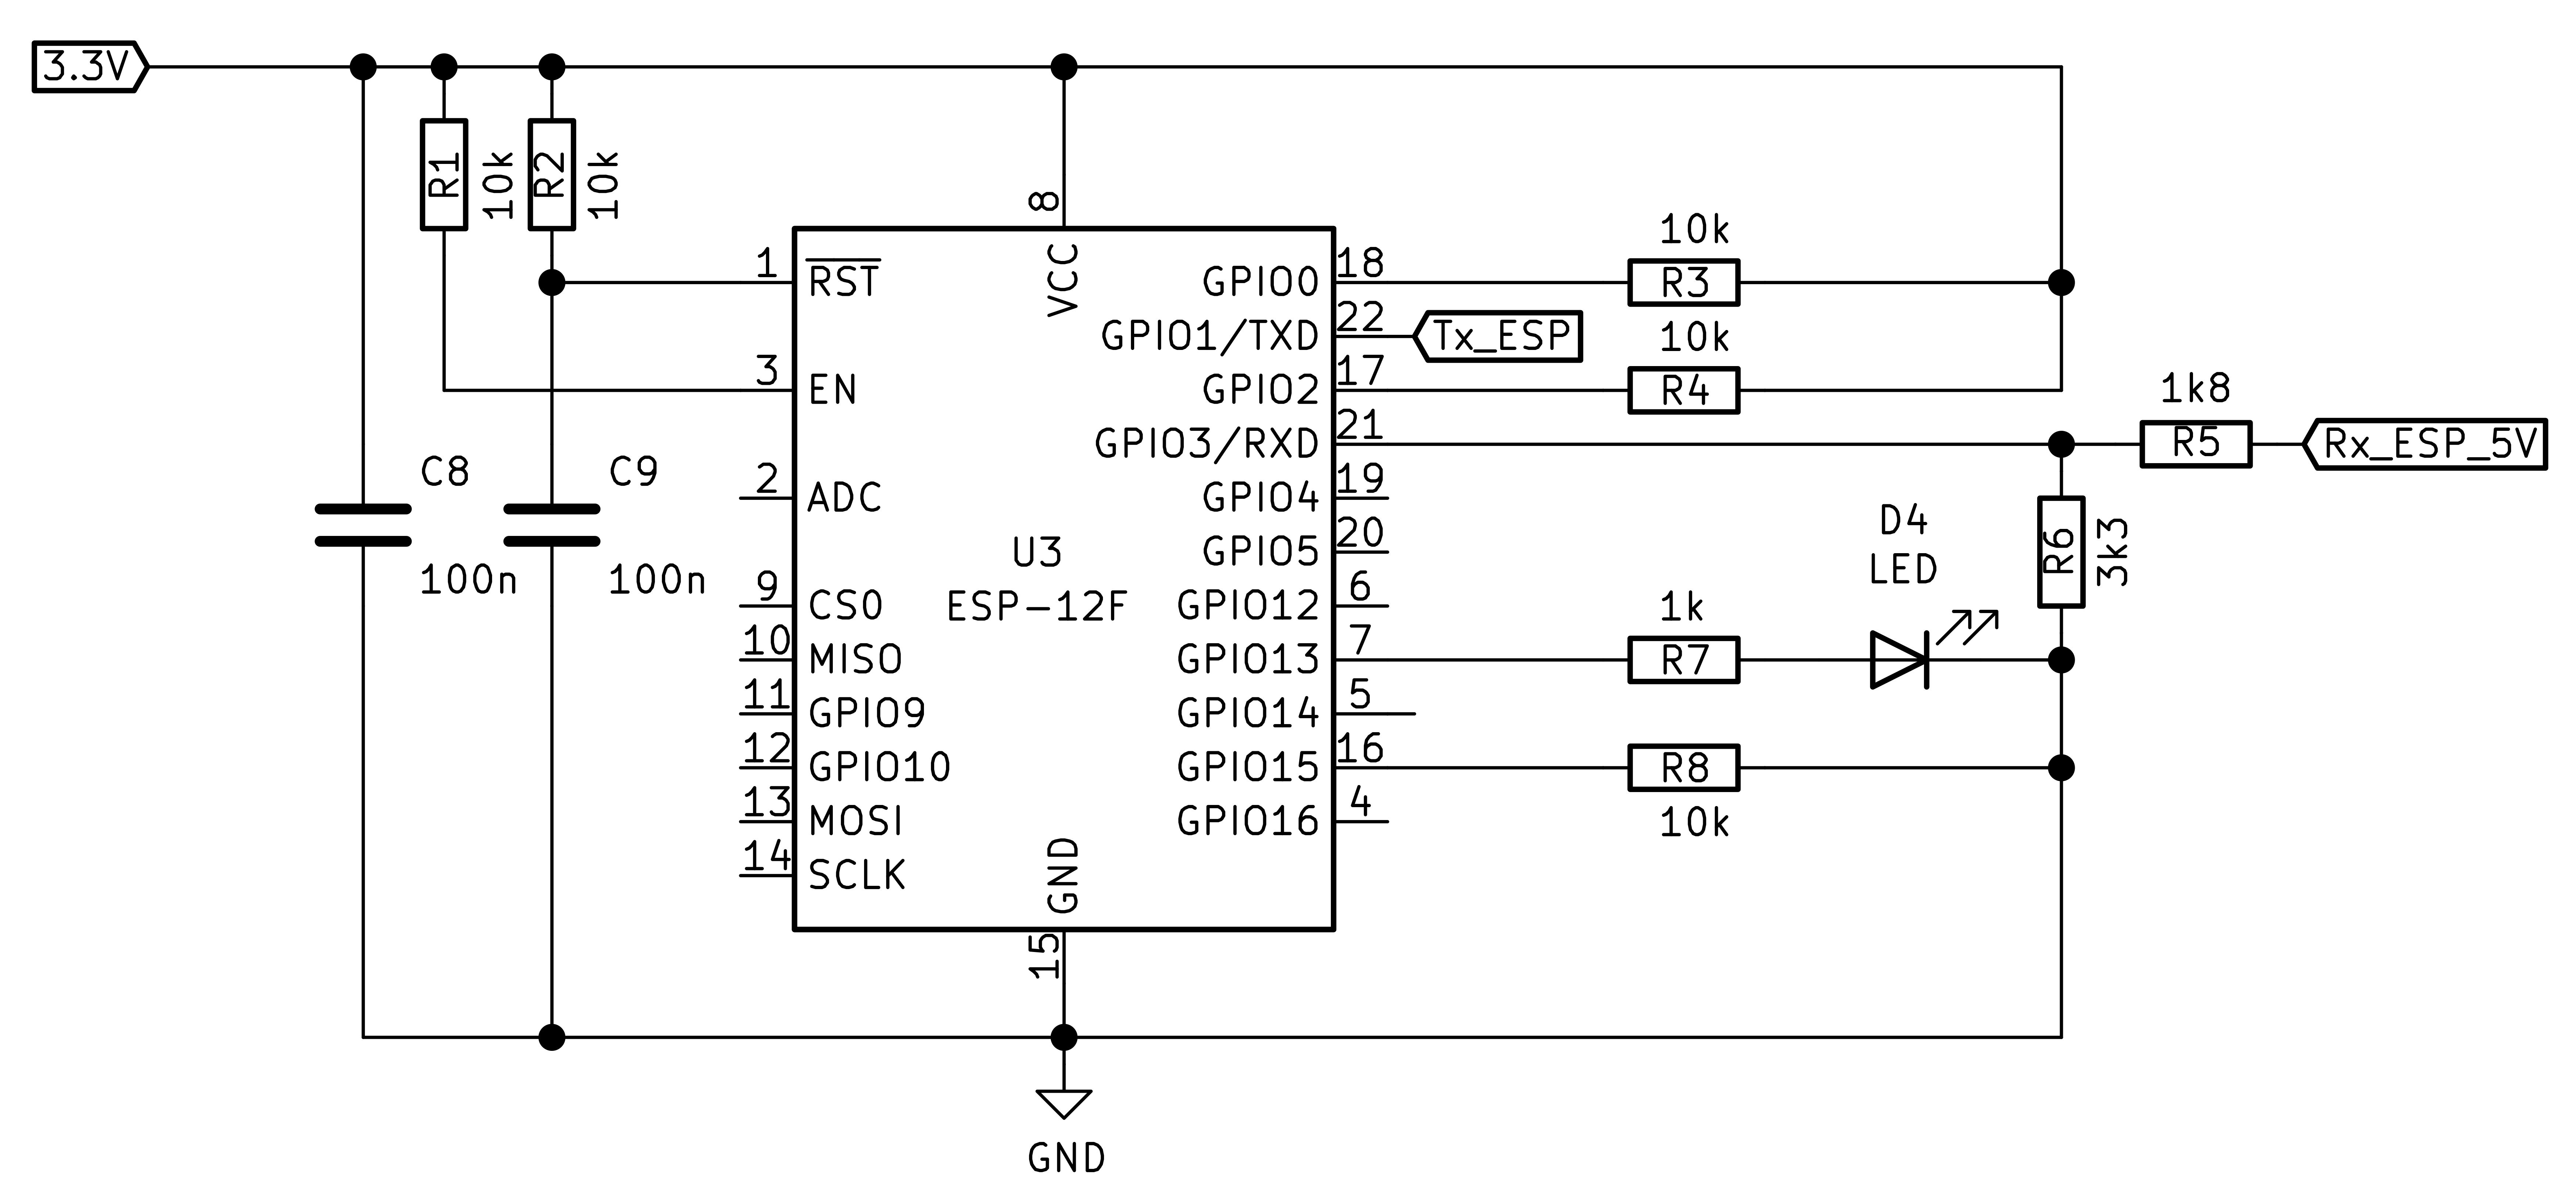 3.3V
R1
10k
R2
10k
8
VCC
1
RST
3
EN
2
ADC
9
CS0
10
MISO
11
GPIO9
12
GPIO10
13
MOSI
14
SCLK
U3
ESP-12F
GPIO0
18
GPIO1/TXD
22
GPIO2
17
GPIO3/RXD
21
GPIO4
19
GPIO5
20
GPIO12
6
GPIO13
7
GPIO14
5
GPIO15
16
GPIO16
4
GND
15
C8
100n
C9
100n
10k
R3
Tx_ESP
10k
R4
1k8
R5
Rx_ESP_5V
R6
3k3
D4
LED
1k
R7
R8
10k
GND